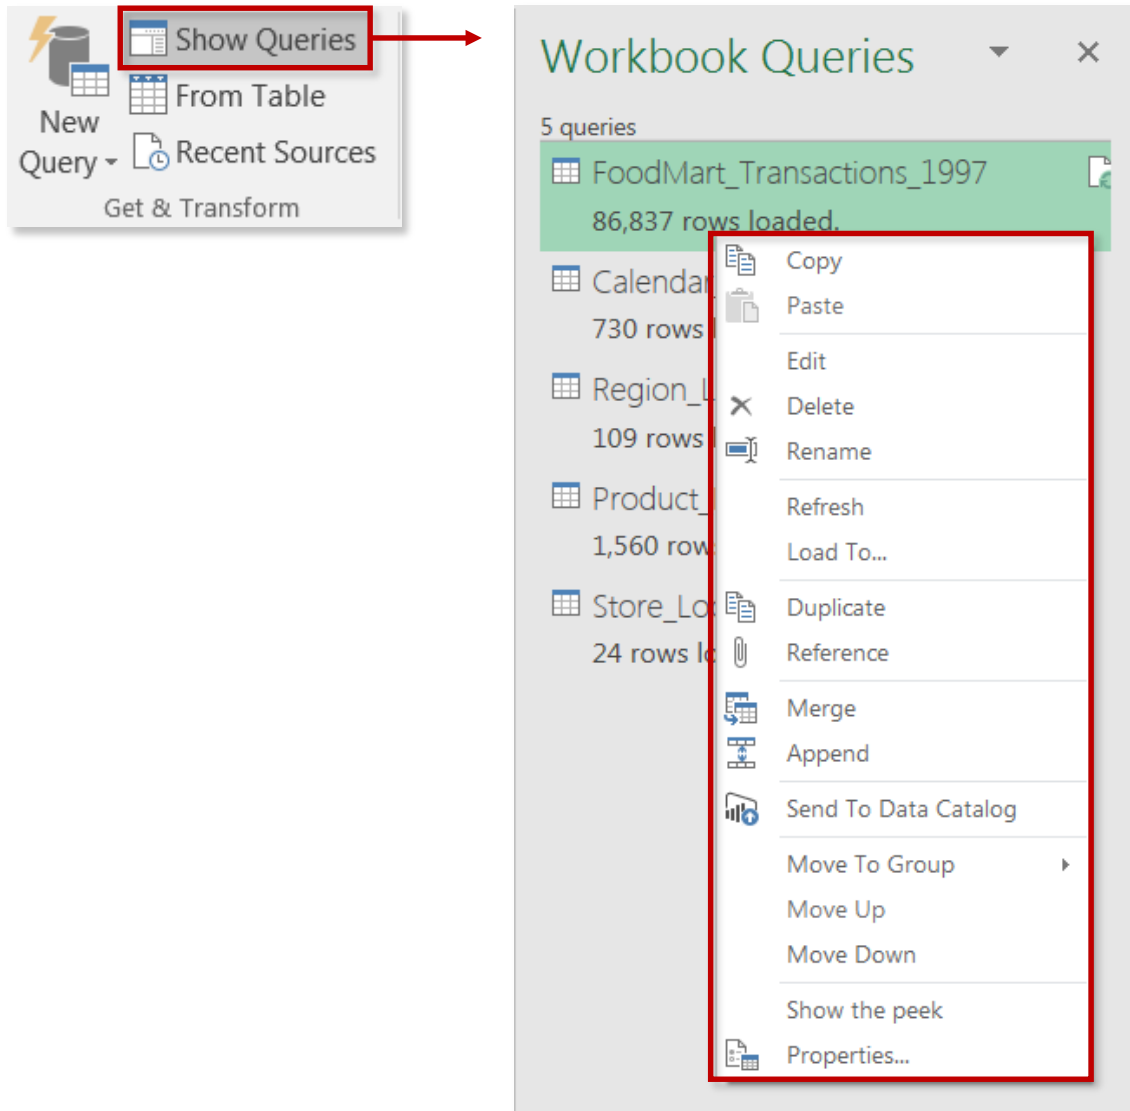 Show Queries
From Table
New
Query
Recent Sources
Get & Transform
Workbook Queries
5 queries
FoodMart_Transactions_1997
86,837 rows loaded.
Calendar
730 rows
Region_L
109 rows
Product_
1,560 row
Store_Lo
24 rows lo
Copy
Paste
Edit
Delete
Rename
Refresh
Load To...
Duplicate
Reference
Merge
Append
Send To Data Catalog
Move To Group
Move Up
Move Down
Show the peek
Properties...